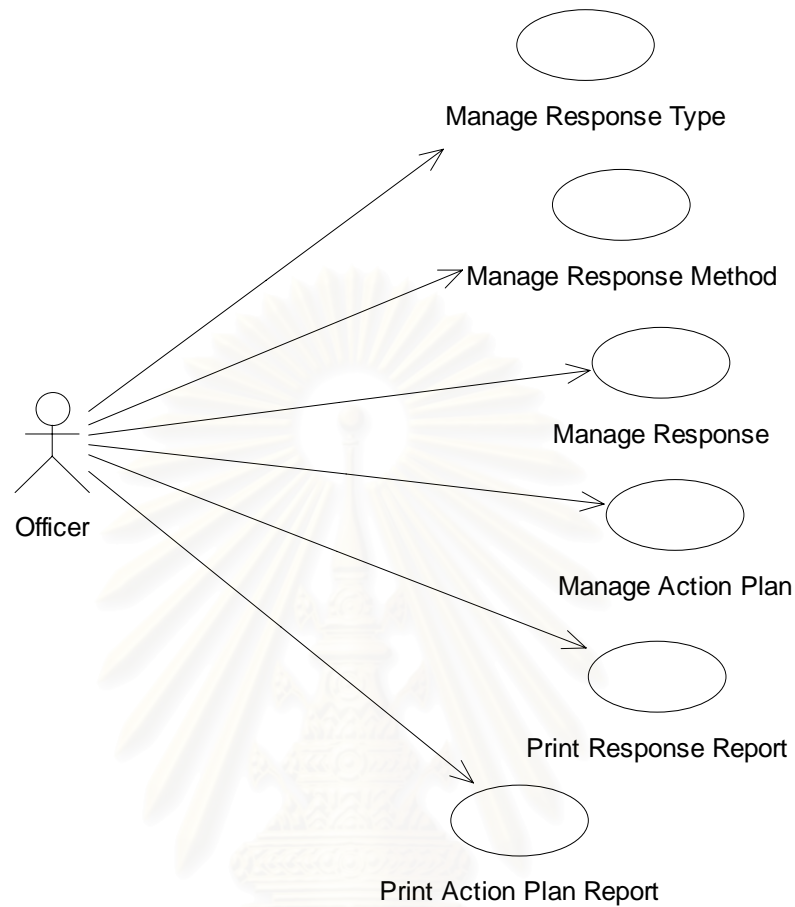 Manage Response Type
Manage Response Method
Manage Response
Officer
Manage Action Plan
Print Response Report
Print Action Plan Report